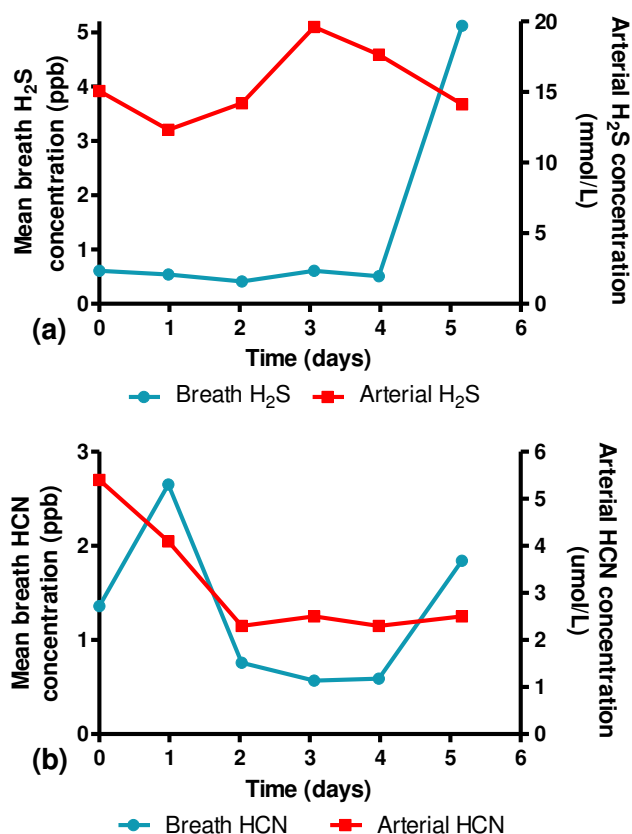 Mean breath H₂S
concentration (ppb)
5
4
3
2
1
0
20
15
10
5
0
Arterial H₂S concentration
(mmol/L)
0 1 2 3 4 5 6
(a)
Time (days)
Breath H₂S Arterial H₂S
Mean breath HCN
concentration (ppb)
3
2
1
0
6
5
4
3
2
1
0
Arterial HCN concentration
(umol/L)
0 1 2 3 4 5 6
(b)
Time (days)
Breath HCN Arterial HCN